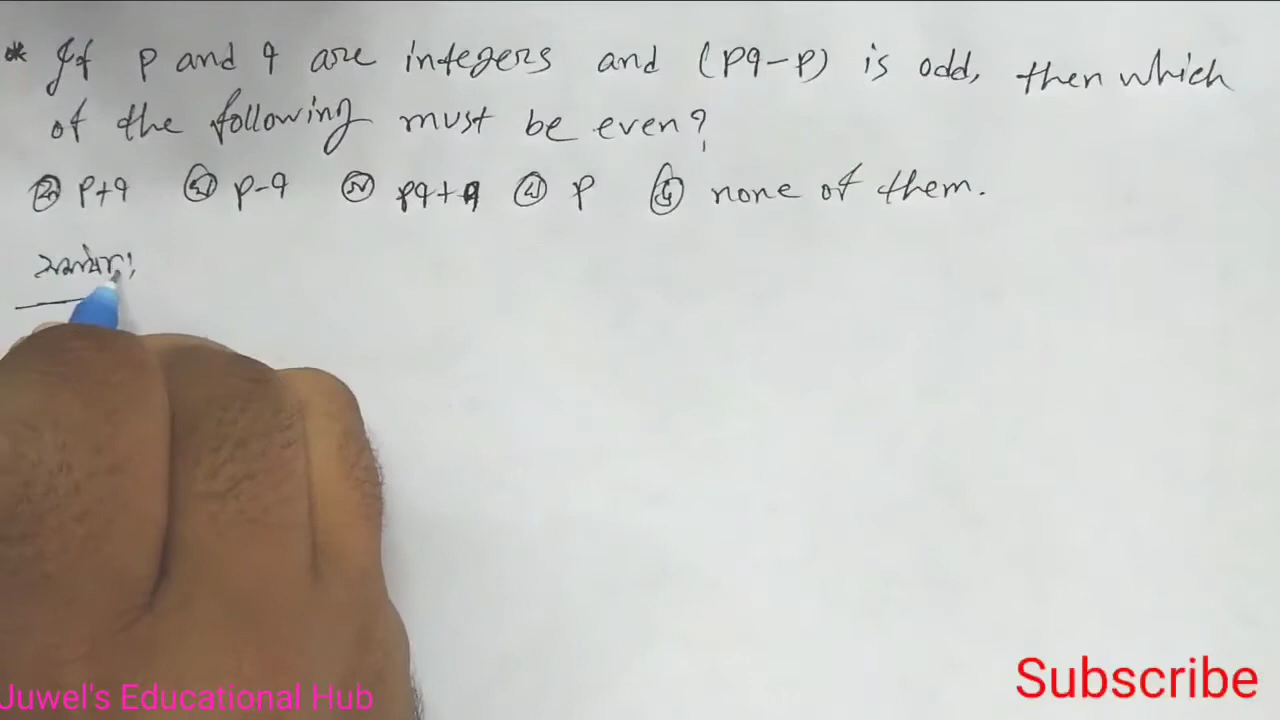 * If p and q are integers and (pq-p) is odd, then which
of the following must be even?
ⓚ p+q ⓚ p-q ⓖ pq+q ⓖ p ⓔ none of them.
সমাধান:
Juwel's Educational Hub
Subscribe